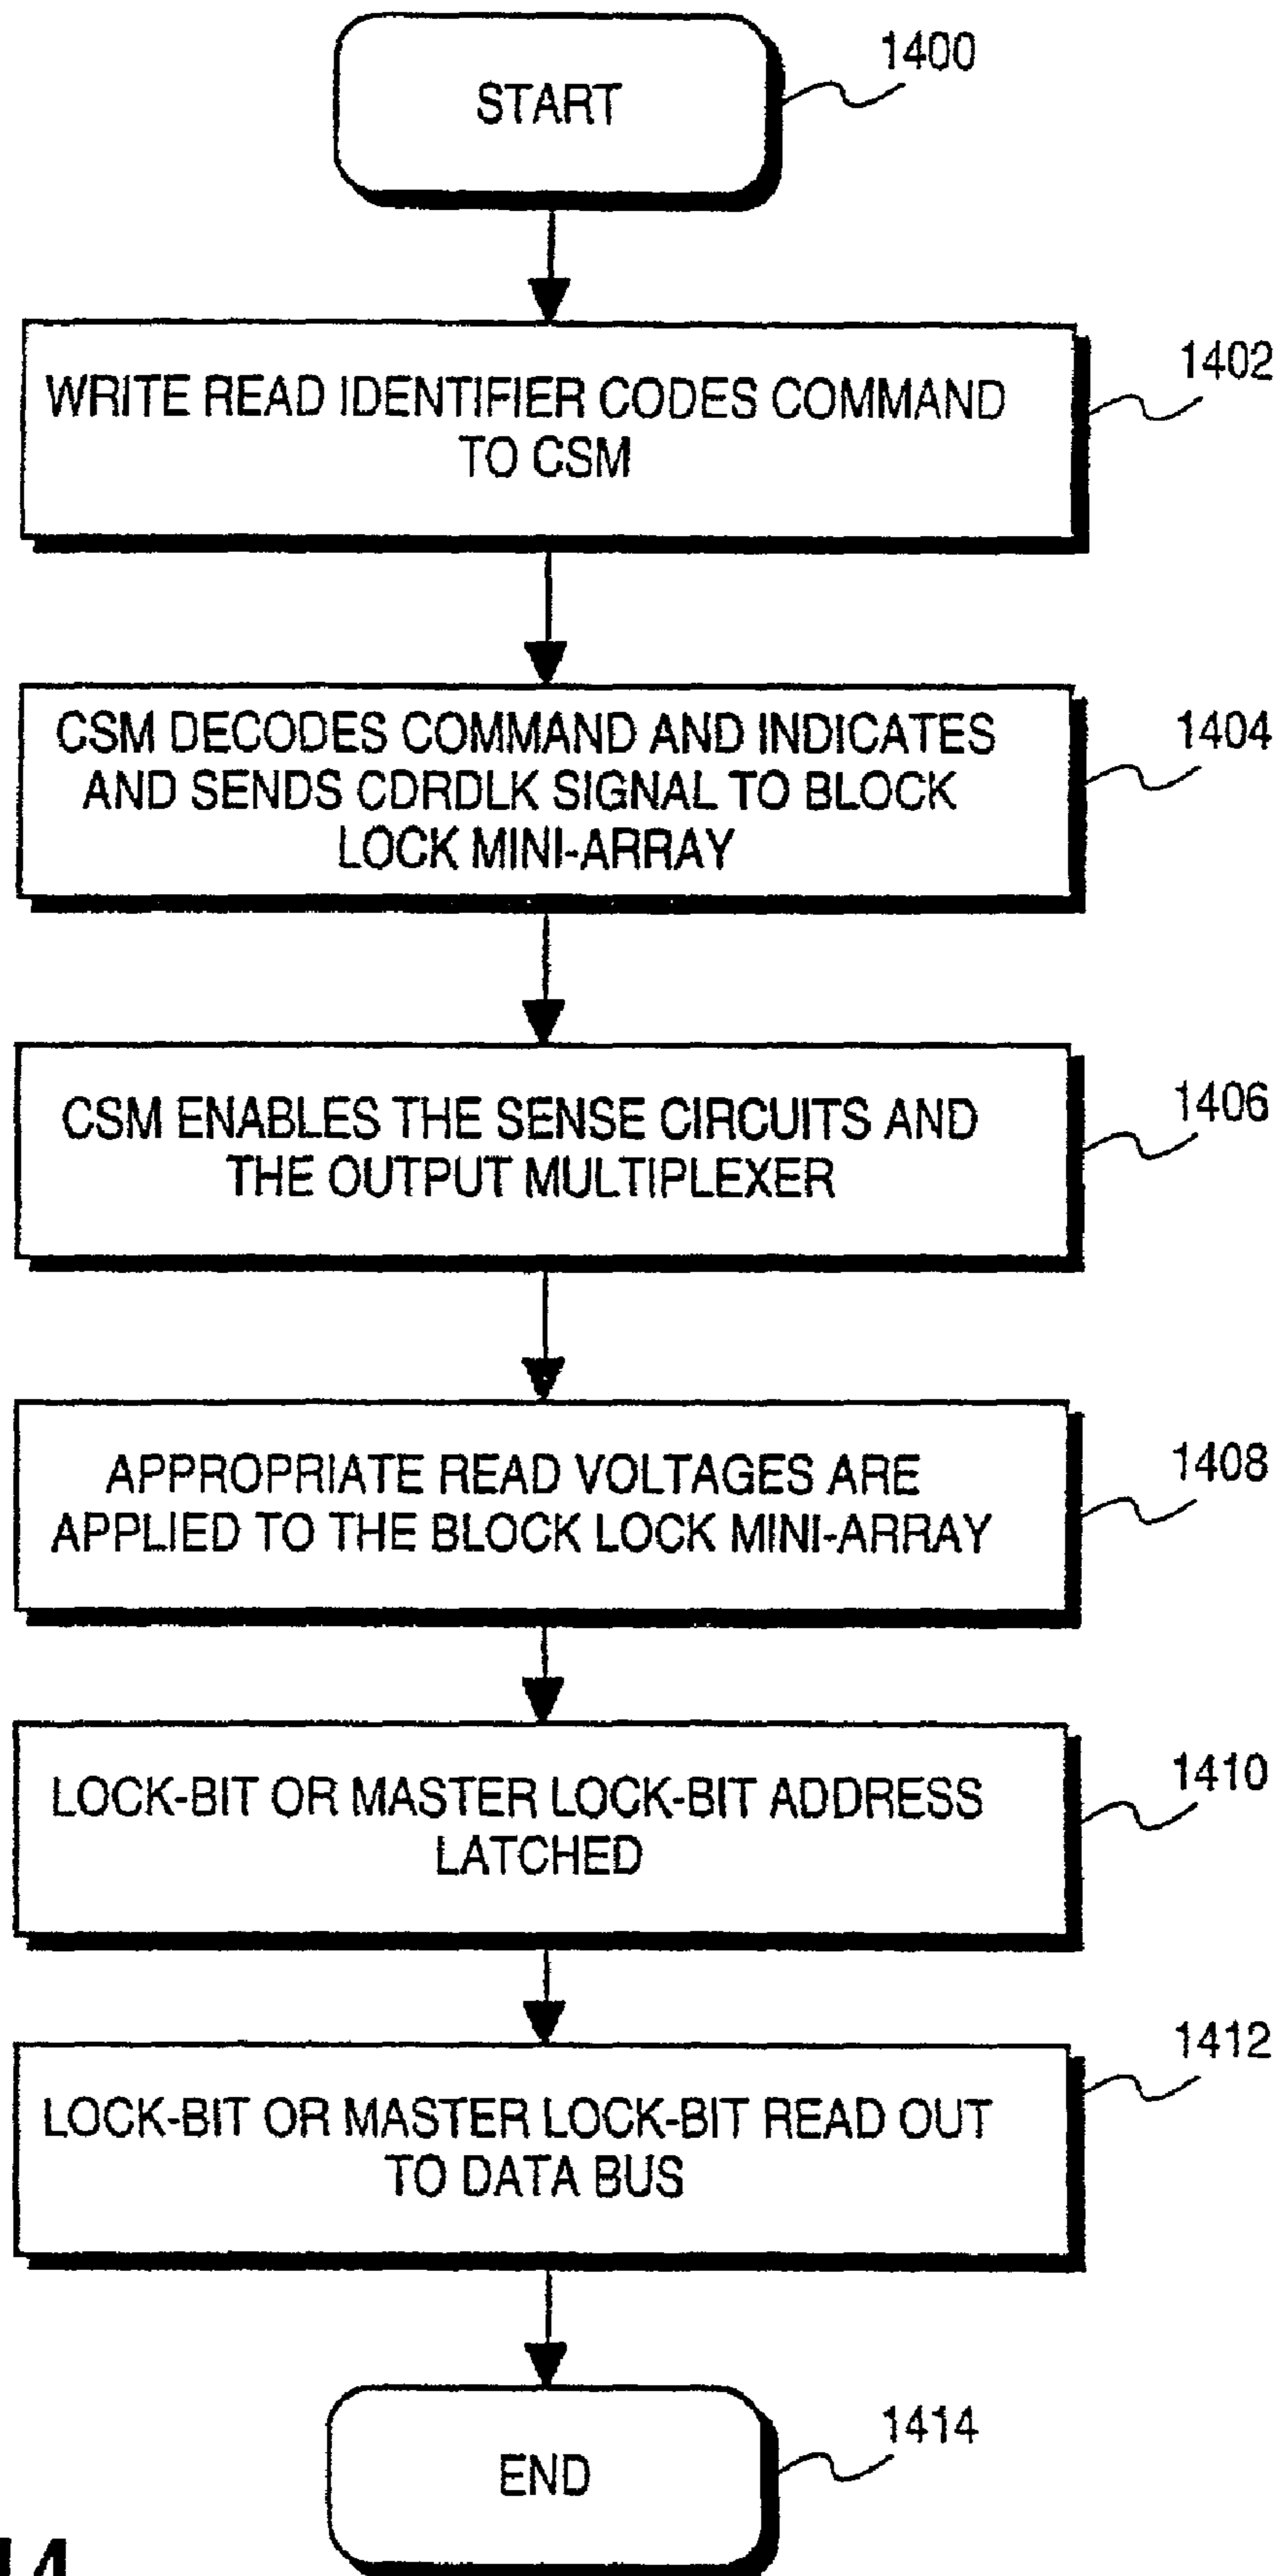 START
1400
WRITE READ IDENTIFIER CODES COMMAND
TO CSM
1402
CSM DECODES COMMAND AND INDICATES
AND SENDS CDRDLK SIGNAL TO BLOCK
LOCK MINI-ARRAY
1404
CSM ENABLES THE SENSE CIRCUITS AND
THE OUTPUT MULTIPLEXER
1406
APPROPRIATE READ VOLTAGES ARE
APPLIED TO THE BLOCK LOCK MINI-ARRAY
1408
LOCK-BIT OR MASTER LOCK-BIT ADDRESS
LATCHED
1410
LOCK-BIT OR MASTER LOCK-BIT READ OUT
TO DATA BUS
1412
END
1414